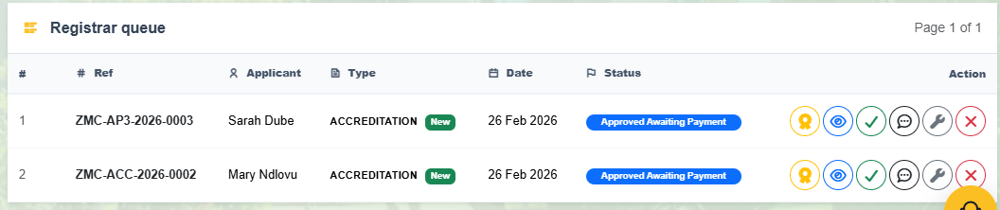 Registrar queue Page 1 of 1
# # Ref Applicant Type Date Status Action
1 ZMC-AP3-2026-0003 Sarah Dube ACCREDITATION New 26 Feb 2026 Approved Awaiting Payment
2 ZMC-ACC-2026-0002 Mary Ndlovu ACCREDITATION New 26 Feb 2026 Approved Awaiting Payment